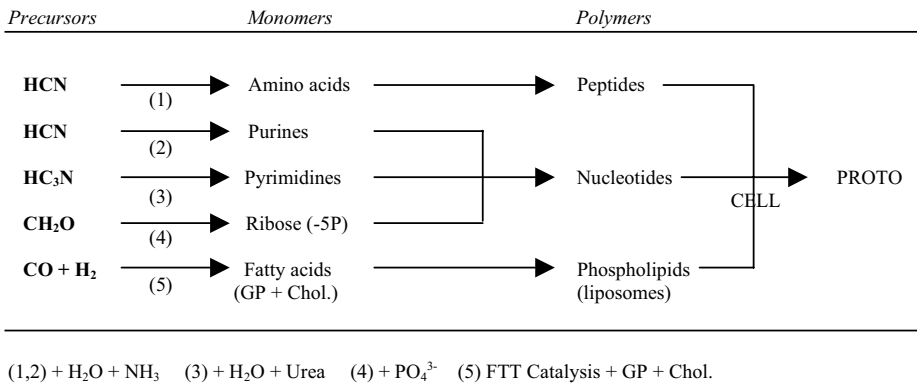 Precursors Monomers Polymers
HCN (1) Amino acids Peptides
HCN (2) Purines
HC₃N (3) Pyrimidines Nucleotides CELL PROTO
CH₂O (4) Ribose (-5P)
CO + H₂ (5) Fatty acids Phospholipids
(GP + Chol.) (liposomes)
(1,2) + H₂O + NH₃ (3) + H₂O + Urea (4) + PO₄³⁻ (5) FTT Catalysis + GP + Chol.